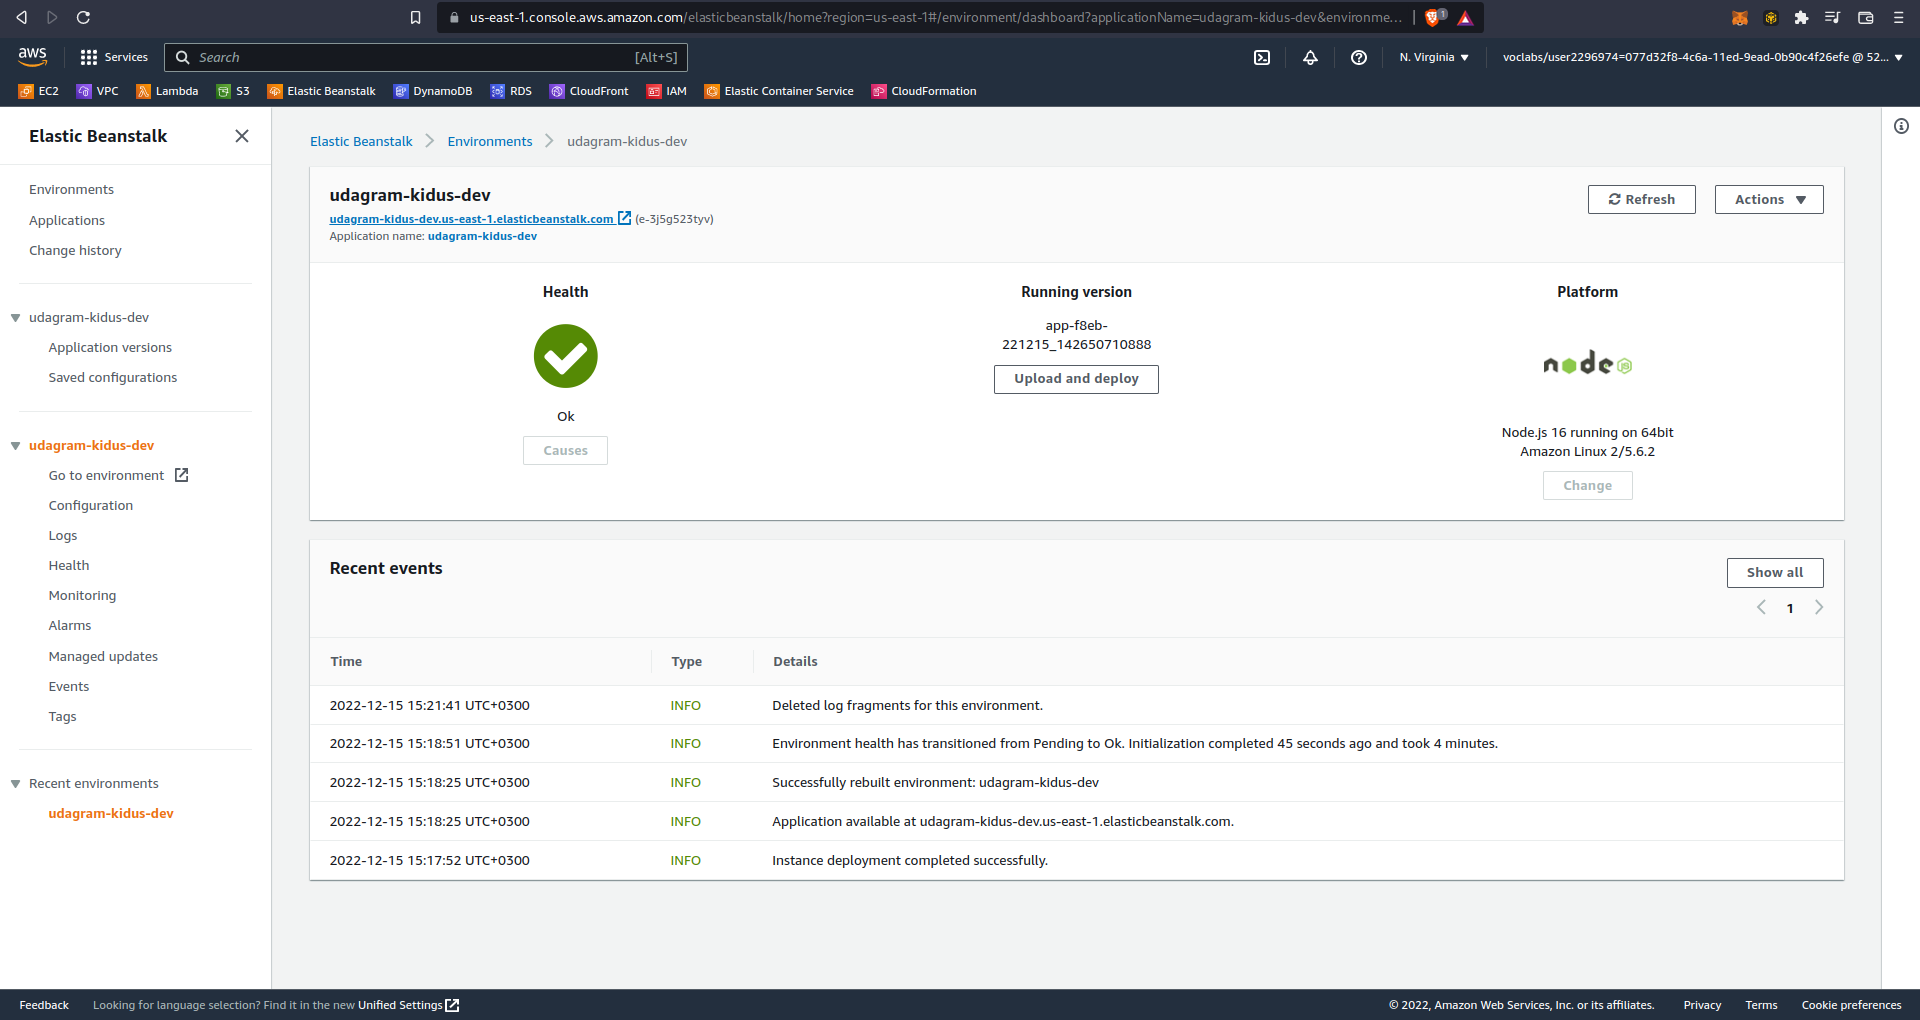 us-east-1.console.aws.amazon.com/elasticbeanstalk/home?region=us-east-1#/environment/dashboard?applicationName=udagram-kidus-dev&environme... 1
aws Services Search [Alt+S] N. Virginia voclabs/user2296974=077d32f8-4c6a-11ed-9ead-0b90c4f26efe @ 52...
EC2 VPC Lambda S3 Elastic Beanstalk DynamoDB RDS CloudFront IAM Elastic Container Service CloudFormation
Elastic Beanstalk
Environments
Applications
Change history
udagram-kidus-dev
Application versions
Saved configurations
udagram-kidus-dev
Go to environment
Configuration
Logs
Health
Monitoring
Alarms
Managed updates
Events
Tags
Recent environments
udagram-kidus-dev
Elastic Beanstalk Environments udagram-kidus-dev
udagram-kidus-dev
Refresh Actions
udagram-kidus-dev.us-east-1.elasticbeanstalk.com (e-3j5g523tyv)
Application name: udagram-kidus-dev
Health
Ok
Causes
Running version
app-f8eb-
221215_142650710888
Upload and deploy
Platform
node JS
Node.js 16 running on 64bit
Amazon Linux 2/5.6.2
Change
Recent events
Show all
1
Time Type Details
2022-12-15 15:21:41 UTC+0300 INFO Deleted log fragments for this environment.
2022-12-15 15:18:51 UTC+0300 INFO Environment health has transitioned from Pending to Ok. Initialization completed 45 seconds ago and took 4 minutes.
2022-12-15 15:18:25 UTC+0300 INFO Successfully rebuilt environment: udagram-kidus-dev
2022-12-15 15:18:25 UTC+0300 INFO Application available at udagram-kidus-dev.us-east-1.elasticbeanstalk.com.
2022-12-15 15:17:52 UTC+0300 INFO Instance deployment completed successfully.
Feedback Looking for language selection? Find it in the new Unified Settings © 2022, Amazon Web Services, Inc. or its affiliates. Privacy Terms Cookie preferences